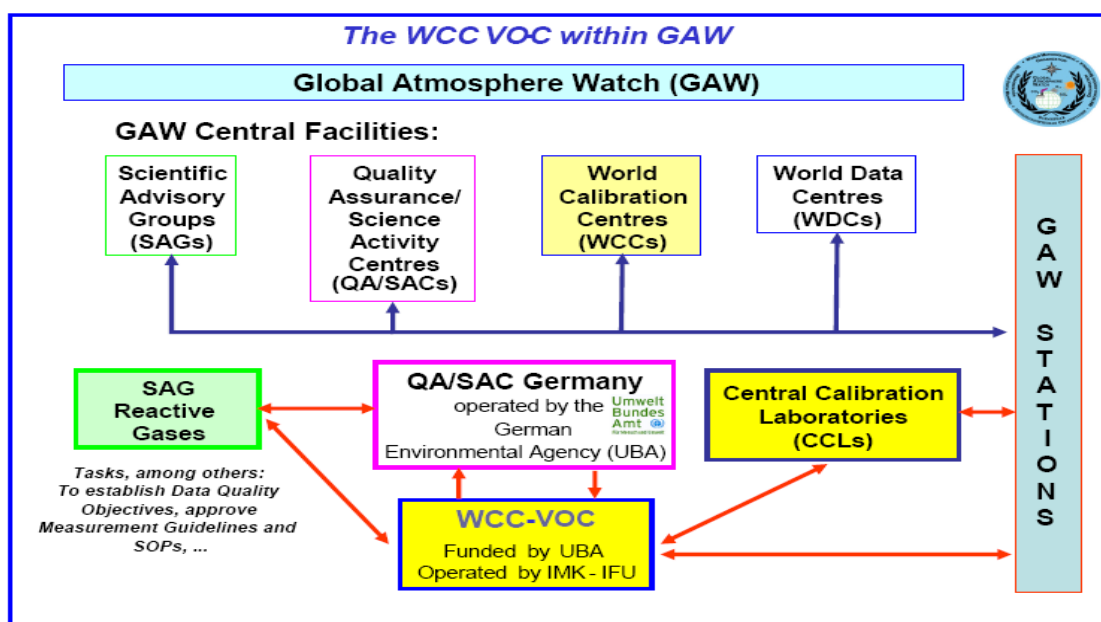 The WCC VOC within GAW
Global Atmosphere Watch (GAW)
GAW Central Facilities:
Scientific
Advisory
Groups
(SAGs)
Quality
Assurance/
Science
Activity
Centres
(QA/SACs)
World
Calibration
Centres
(WCCs)
World Data
Centres
(WDCs)
GAW STATIONS
SAG
Reactive
Gases
QA/SAC Germany
operated by the
German
Environmental Agency (UBA)
Umwelt
Bundes
Amt
Central Calibration
Laboratories
(CCLs)
Tasks, among others:
To establish Data Quality
Objectives, approve
Measurement Guidelines and
SOPs, ...
WCC-VOC
Funded by UBA
Operated by IMK - IFU